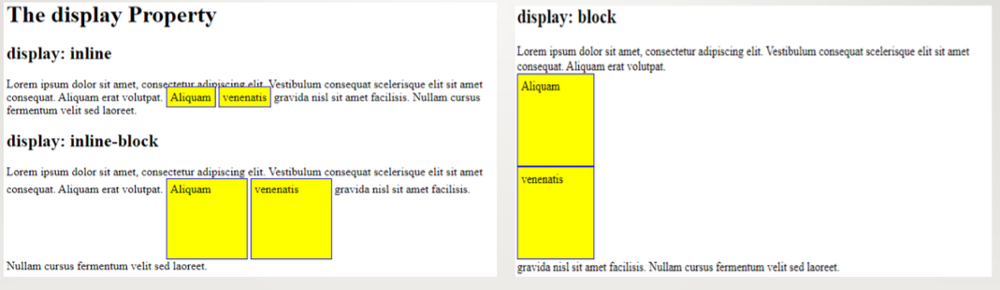 The display Property
display: inline
Lorem ipsum dolor sit amet, consectetur adipiscing elit. Vestibulum consequat scelerisque elit sit amet
consequat. Aliquam erat volutpat. Aliquam venenatis gravida nisl sit amet facilisis. Nullam cursus
fermentum velit sed laoreet.
display: inline-block
Lorem ipsum dolor sit amet, consectetur adipiscing elit. Vestibulum consequat scelerisque elit sit amet
consequat. Aliquam erat volutpat. Aliquam venenatis gravida nisl sit amet facilisis.
Nullam cursus fermentum velit sed laoreet.
display: block
Lorem ipsum dolor sit amet, consectetur adipiscing elit. Vestibulum consequat scelerisque elit sit amet
consequat. Aliquam erat volutpat.
Aliquam
venenatis
gravida nisl sit amet facilisis. Nullam cursus fermentum velit sed laoreet.